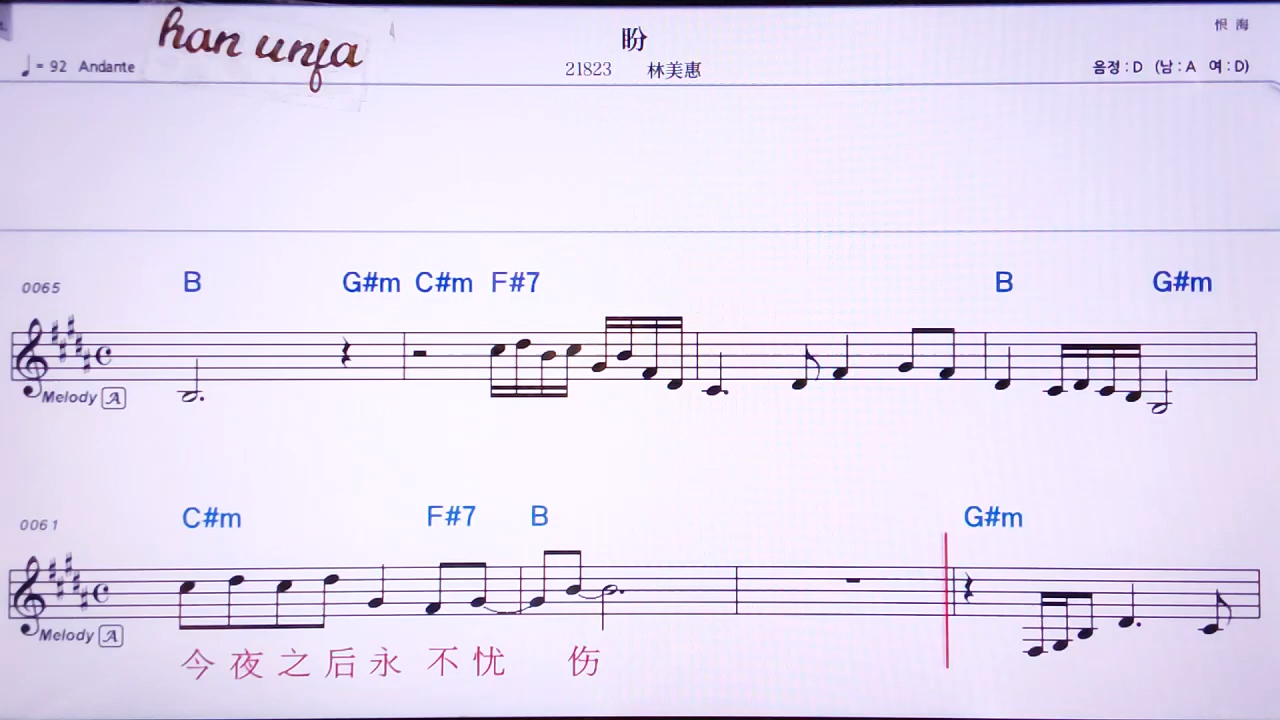 han unfa
恨 海
盼
♩= 92 Andante
21823 林美惠
음정 : D (남 : A 여 : D)
0065
B G#m C#m F#7 B G#m
Melody A
0061
C#m F#7 B G#m
Melody A
今 夜 之 后 永 不 忧 伤